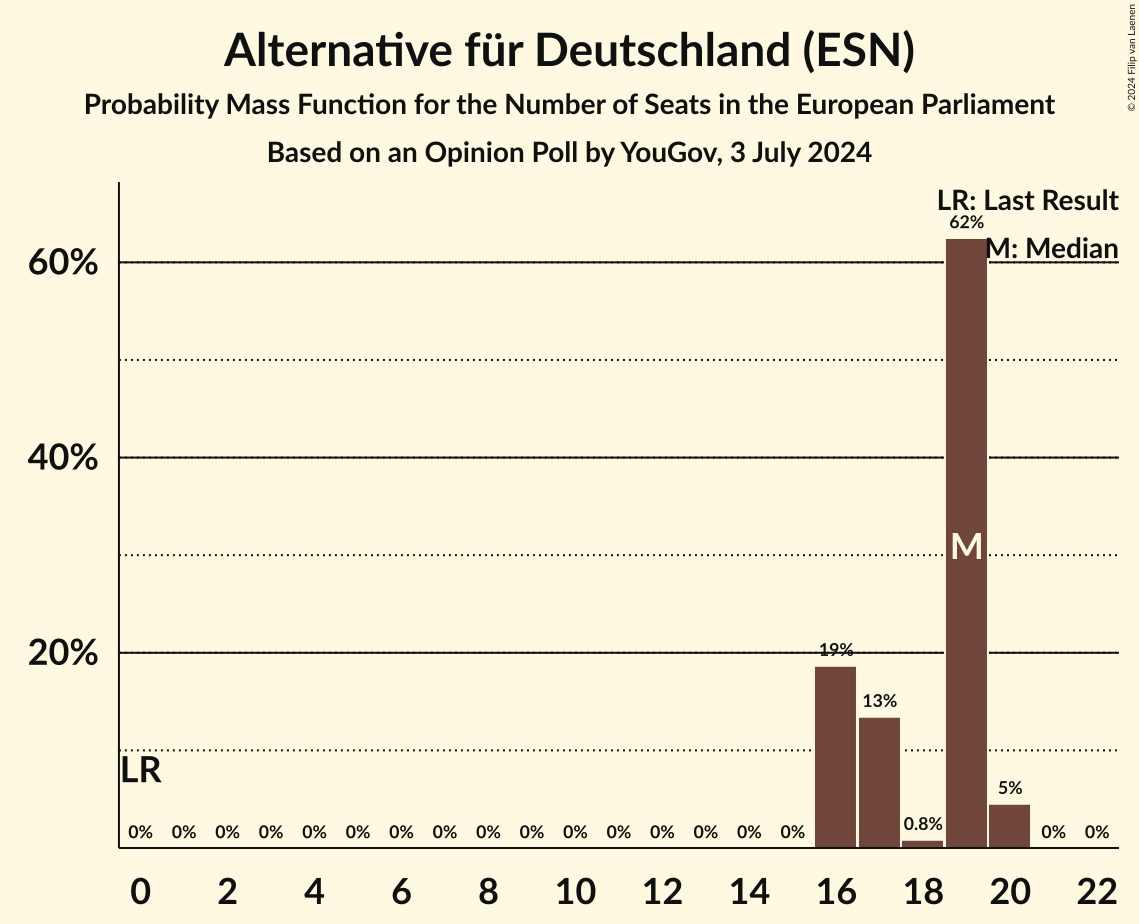 Alternative für Deutschland (ESN)
Probability Mass Function for the Number of Seats in the European Parliament
Based on an Opinion Poll by YouGov, 3 July 2024
© 2024 Filip van Laenen
LR: Last Result
M: Median
60%
40%
20%
62%
M
19%
13%
0.8%
5%
LR
0% 0% 0% 0% 0% 0% 0% 0% 0% 0% 0% 0% 0% 0% 0% 0% 0% 0%
0 2 4 6 8 10 12 14 16 18 20 22